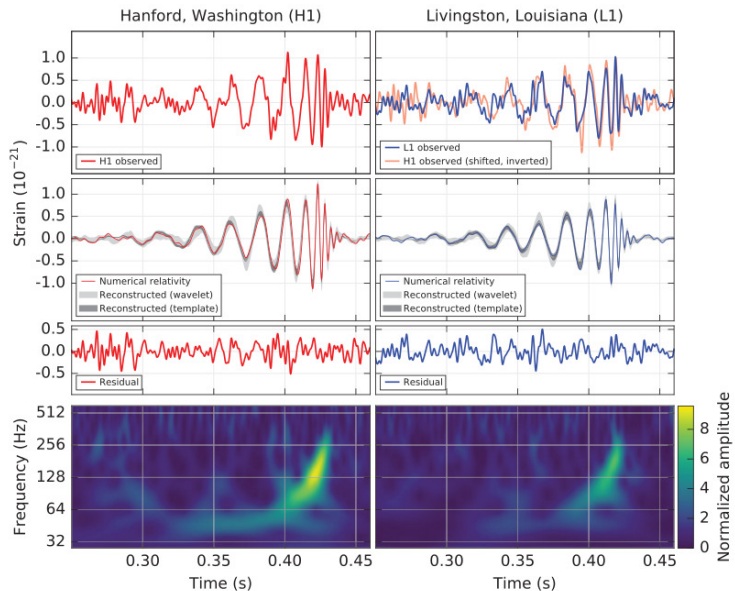 Hanford, Washington (H1)
Livingston, Louisiana (L1)
Strain (10⁻²¹)
1.0
0.5
0.0
-0.5
-1.0
H1 observed
L1 observed
H1 observed (shifted, inverted)
1.0
0.5
0.0
-0.5
-1.0
Numerical relativity
Reconstructed (wavelet)
Reconstructed (template)
Numerical relativity
Reconstructed (wavelet)
Reconstructed (template)
0.5
0.0
-0.5
Residual
Residual
Frequency (Hz)
512
256
128
64
32
Normalized amplitude
8
6
4
2
0
0.30
0.35
0.40
0.45
0.30
0.35
0.40
0.45
Time (s)
Time (s)